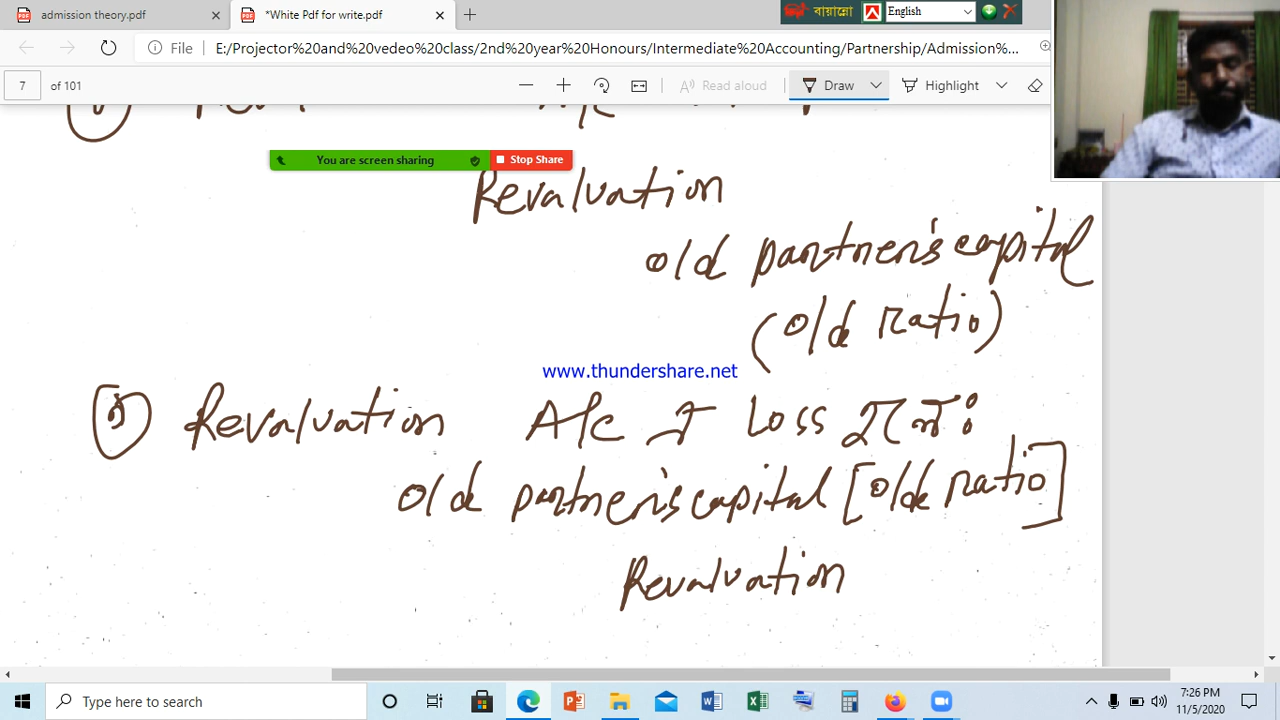 admission theory.pdf
*White Pdf for write.pdf
বায়ান্নো
English
File
E:/Projector%20and%20vedeo%20class/2nd%20year%20Honours/Intermediate%20Accounting/Partnership/Admission%...
7 of 101
Read aloud
Draw
Highlight
You are screen sharing
Stop Share
Revaluation
old partner's capital
(old ratio)
www.thundershare.net
Revaluation A/c এ Loss হলে:
old partner's capital [old ratio]
Revaluation
Type here to search
7:26 PM
11/5/2020